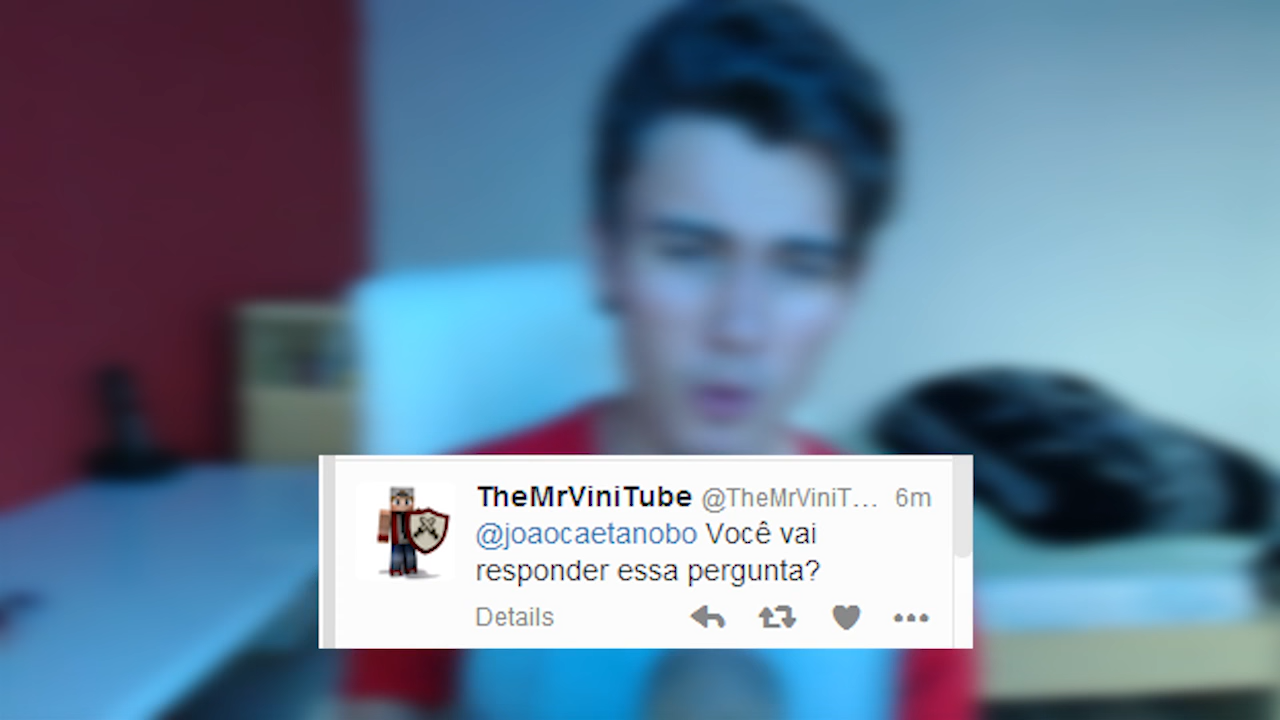 TheMrViniTube @TheMrViniT... 6m
@joaocaetanobo Você vai
responder essa pergunta?
Details